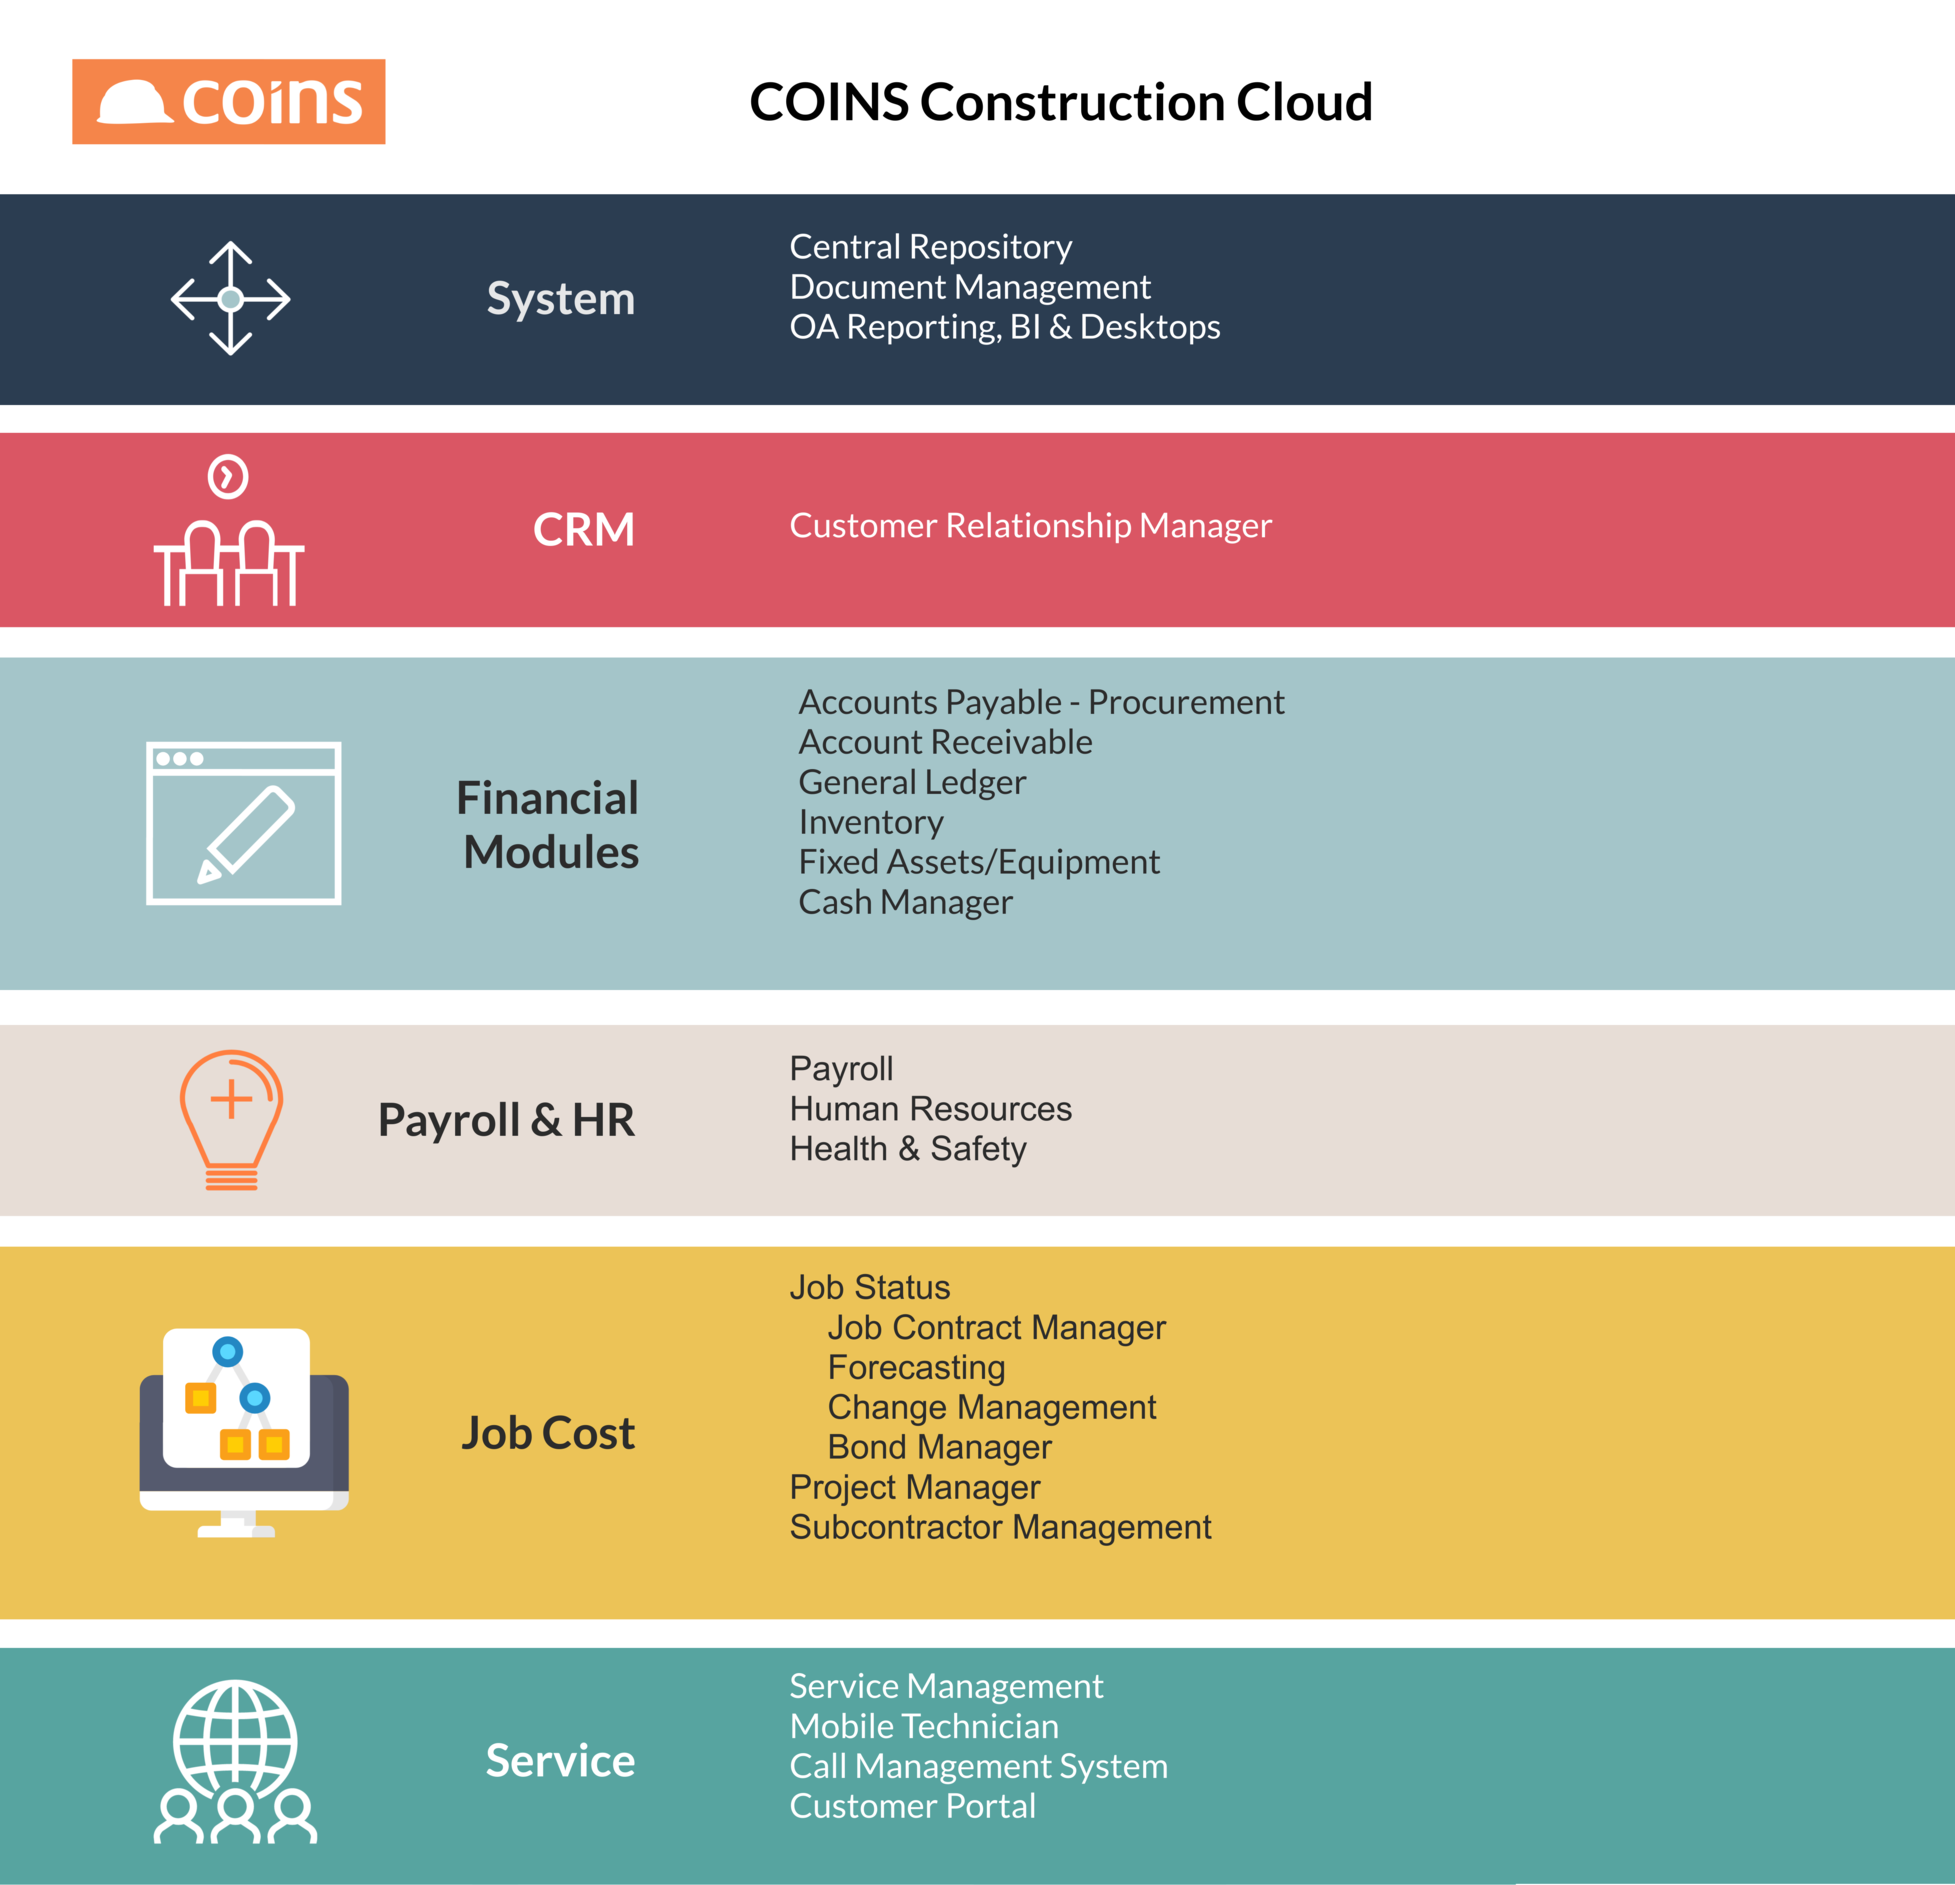 coins
COINS Construction Cloud
System
Central Repository
Document Management
OA Reporting, BI & Desktops
CRM
Customer Relationship Manager
Financial
Modules
Accounts Payable - Procurement
Account Receivable
General Ledger
Inventory
Fixed Assets/Equipment
Cash Manager
Payroll & HR
Payroll
Human Resources
Health & Safety
Job Cost
Job Status
Job Contract Manager
Forecasting
Change Management
Bond Manager
Project Manager
Subcontractor Management
Service
Service Management
Mobile Technician
Call Management System
Customer Portal